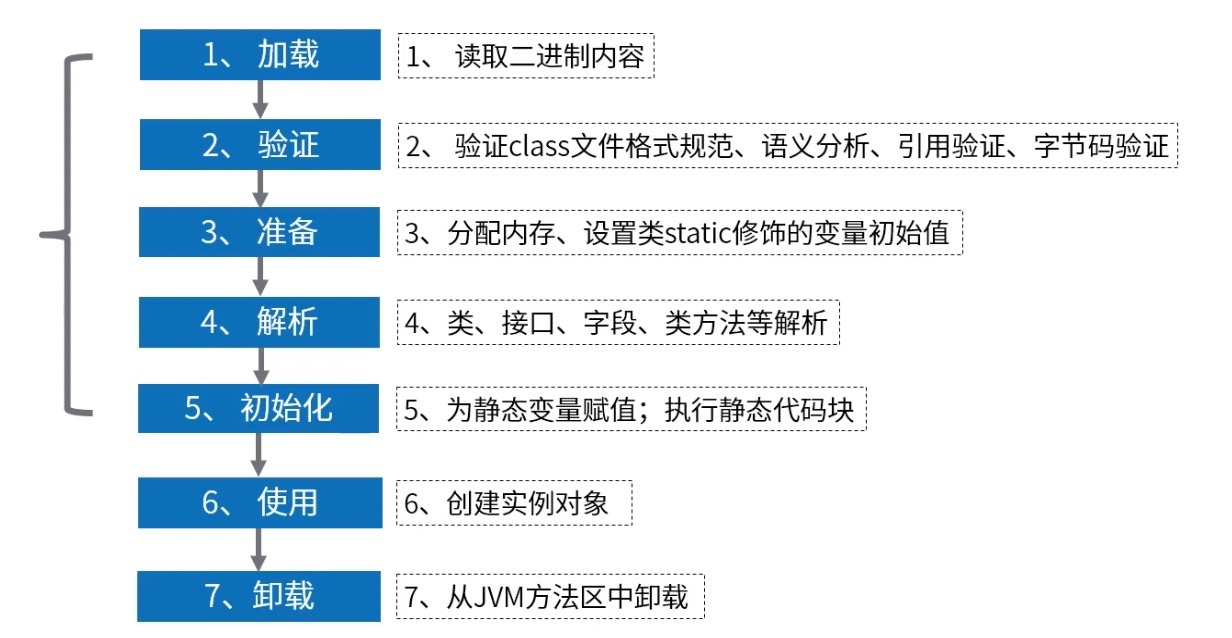 1、 加载
1、 读取二进制内容
2、 验证
2、 验证class文件格式规范、语义分析、引用验证、字节码验证
3、 准备
3、分配内存、设置类static修饰的变量初始值
4、 解析
4、类、接口、字段、类方法等解析
5、 初始化
5、为静态变量赋值；执行静态代码块
6、 使用
6、创建实例对象
7、卸载
7、从JVM方法区中卸载